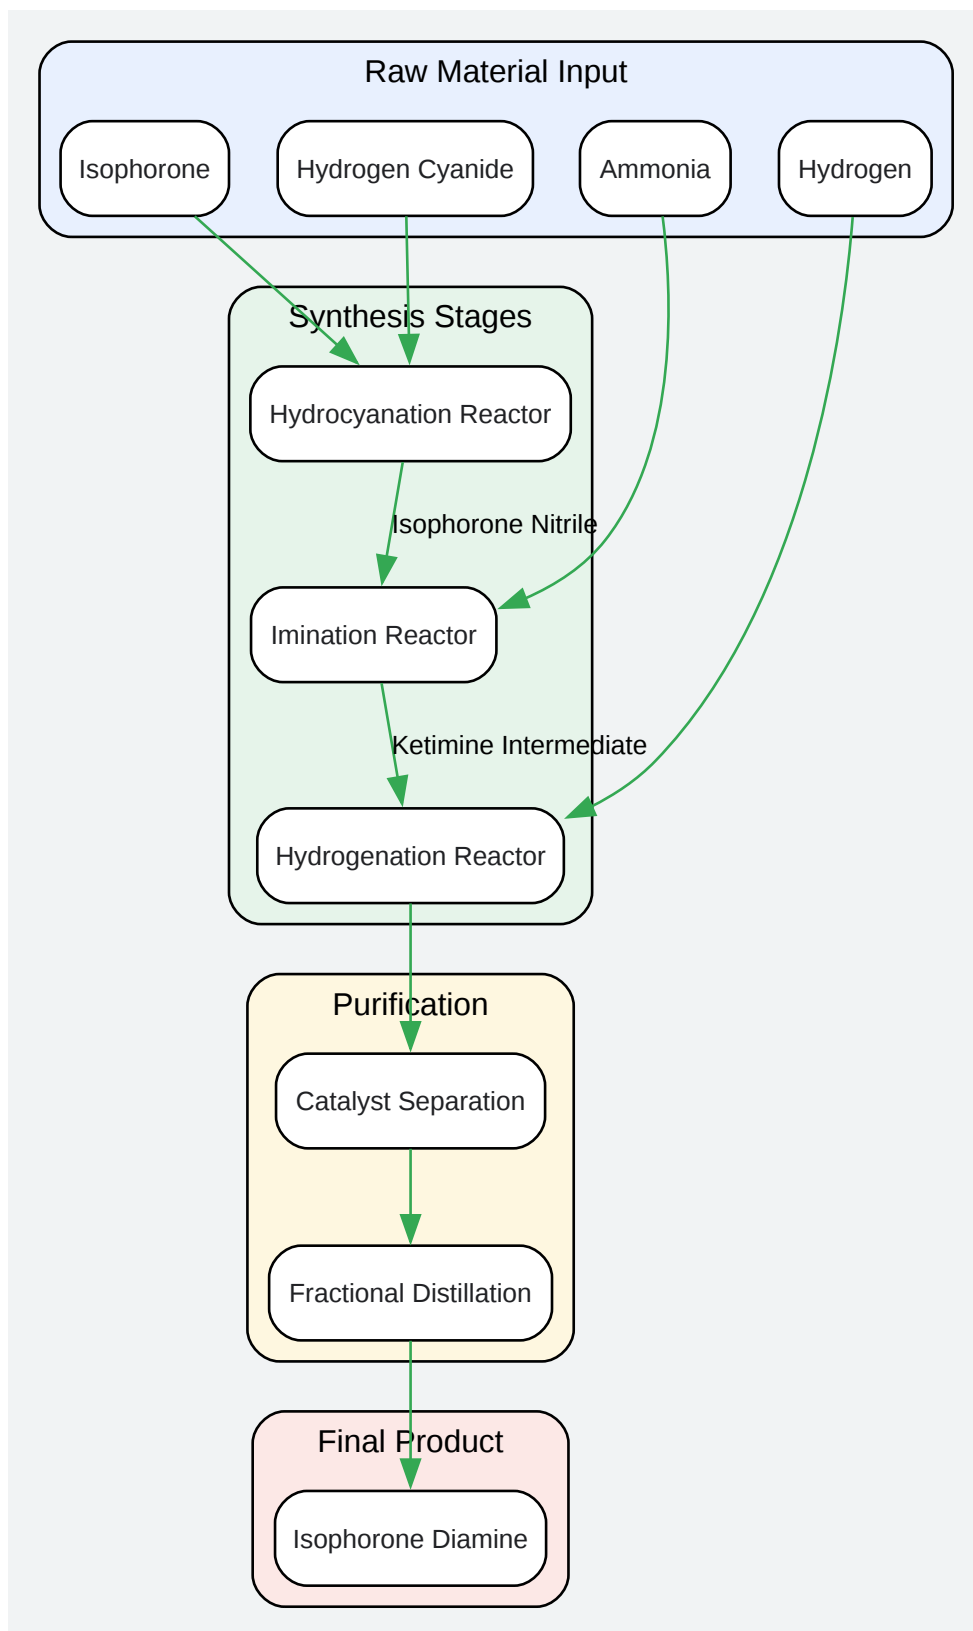 Raw Material Input
Isophorone
Hydrogen Cyanide
Ammonia
Hydrogen
Synthesis Stages
Hydrocyanation Reactor
Isophorone Nitrile
Imination Reactor
Ketimine Intermediate
Hydrogenation Reactor
Purification
Catalyst Separation
Fractional Distillation
Final Product
Isophorone Diamine